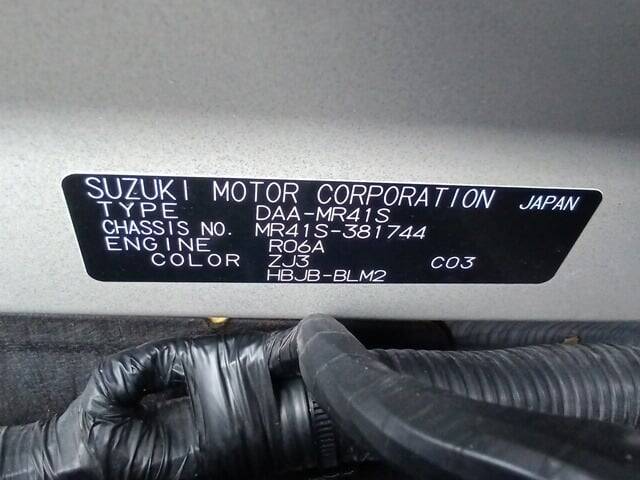 SUZUKI MOTOR CORPORATION JAPAN
TYPE DAA-MR41S
CHASSIS NO. MR41S-381744
ENGINE R06A
COLOR ZJ3 C03
HBJB-BLM2